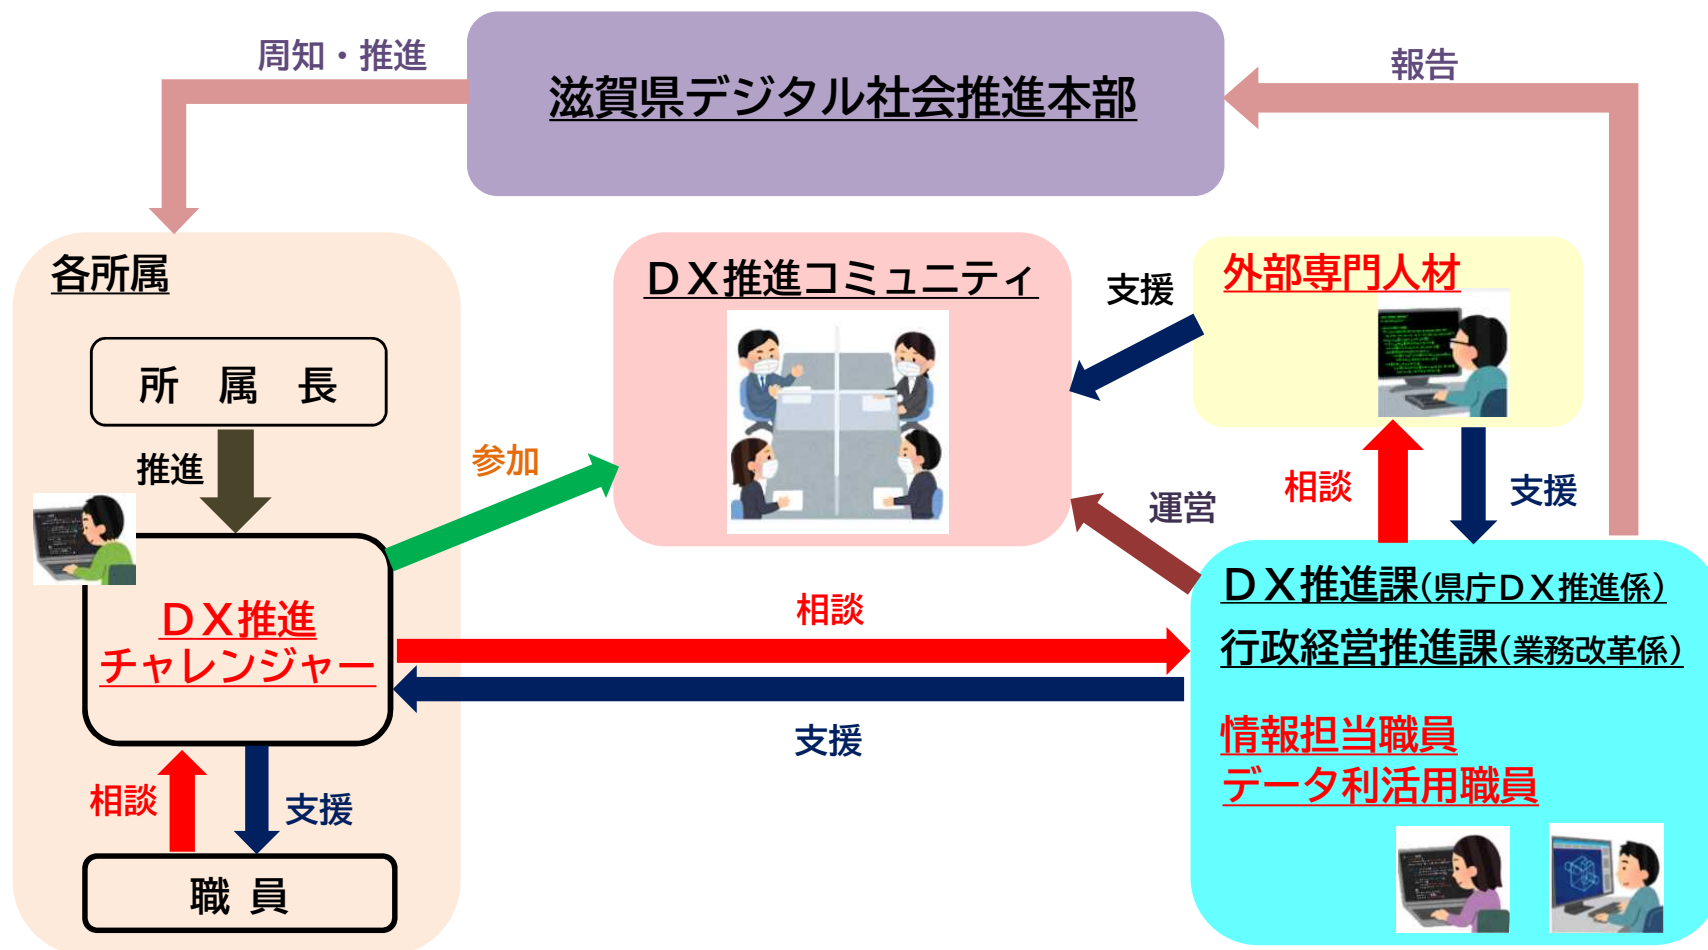 周知・推進
滋賀県デジタル社会推進本部
報告
各所属
所　属　長
推進
ＤＸ推進
チャレンジャー
相談
支援
職 員
参加
ＤＸ推進コミュニティ
支援
外部専門人材
相談
支援
運営
相談
支援
ＤＸ推進課(県庁ＤＸ推進係)
行政経営推進課(業務改革係)
情報担当職員
データ利活用職員